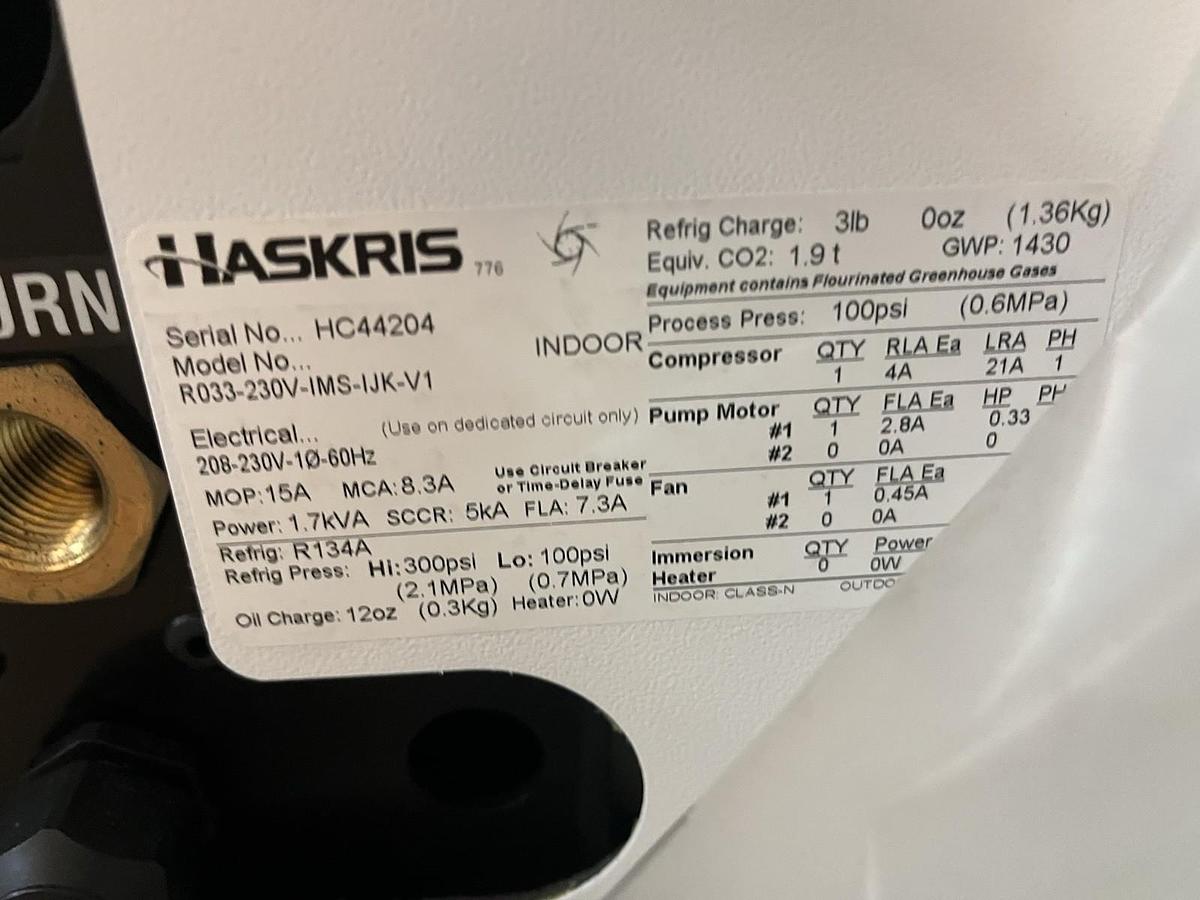 URN
HASKRIS 776
Serial No... HC44204
Model No...
R033-230V-IMS-IJK-V1
INDOOR
Electrical...
(Use on dedicated circuit only)
208-230V-1Ø-60Hz
MOP:15A MCA:8.3A
Use Circuit Breaker
or Time-Delay Fuse
Power: 1.7kVA SCCR: 5kA FLA: 7.3A
Refrig: R134A
Refrig Press: Hi:300psi Lo:100psi
(2.1MPa) (0.7MPa)
Oil Charge: 12oz (0.3Kg) Heater:0W
Refrig Charge: 3lb 0oz (1.36Kg)
Equiv. CO2: 1.9 t GWP: 1430
Equipment contains Flourinated Greenhouse Gases
Process Press: 100psi (0.6MPa)
Compressor QTY RLA Ea LRA PH
1 4A 21A 1
Pump Motor QTY FLA Ea HP PH
#1 1 2.8A 0.33
#2 0 0A 0
Fan QTY FLA Ea
#1 1 0.45A
#2 0 0A
Immersion QTY Power
Heater 0 0W
INDOOR: CLASS-N OUTDO